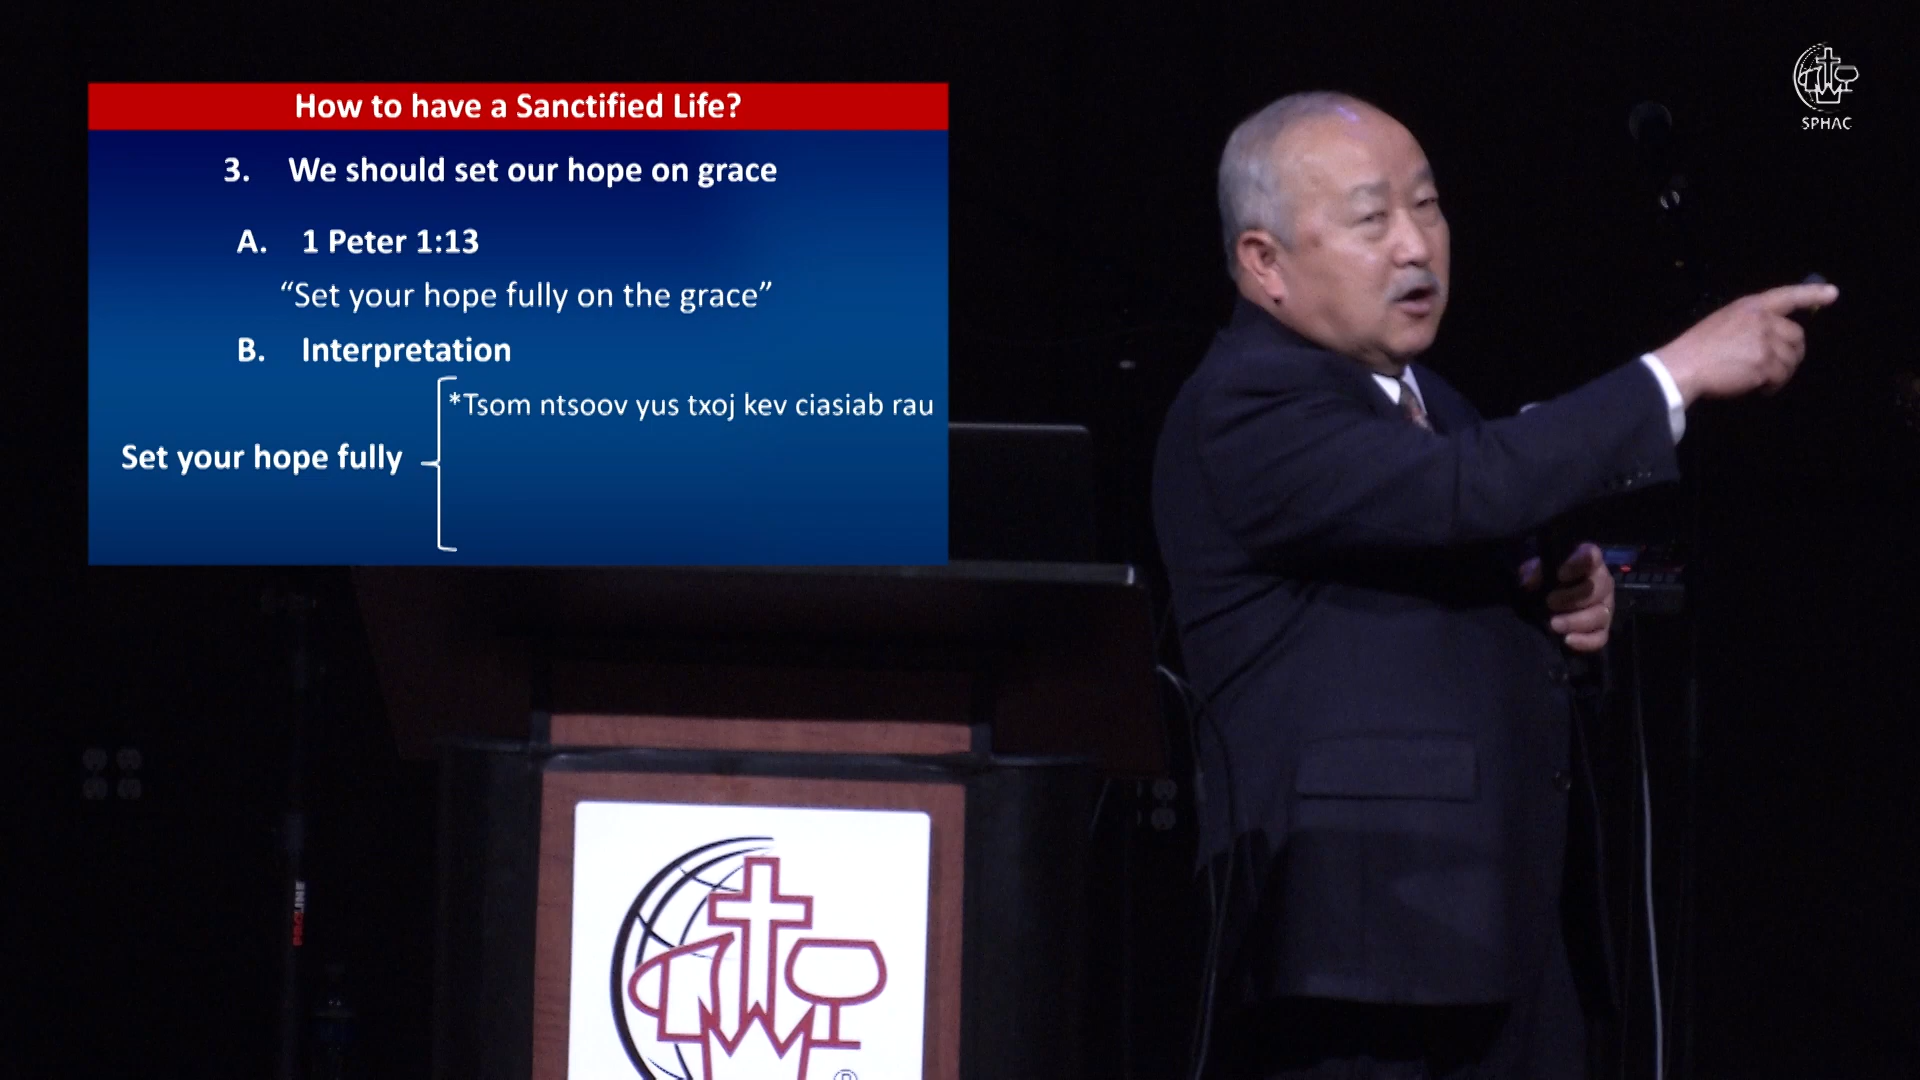 How to have a Sanctified Life?
3. We should set our hope on grace
A. 1 Peter 1:13
“Set your hope fully on the grace”
B. Interpretation
*Tsom ntsoov yus txoj kev ciasiab rau
Set your hope fully
SPHAC
PROLINE
®